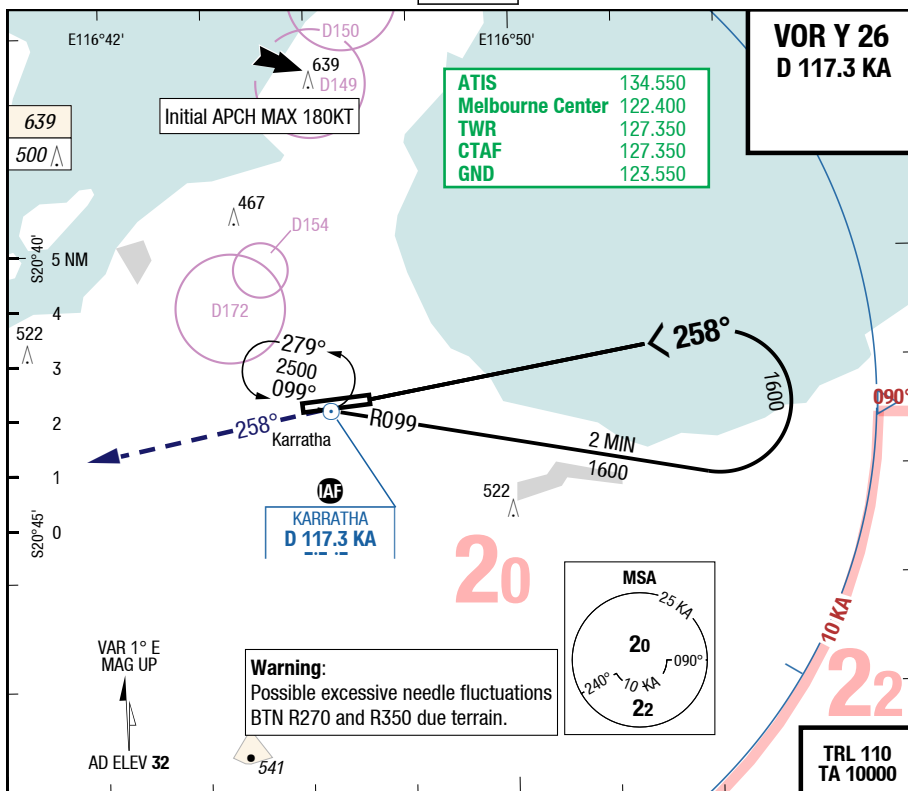 E116°42'
D150
E116°50'
VOR Y 26
D 117.3 KA
639
D149
Initial APCH MAX 180KT
ATIS 134.550
Melbourne Center 122.400
TWR 127.350
CTAF 127.350
GND 123.550
639
500
467
D154
S20°40'
5 NM
D172
4
522
3
279°
2500
099°
258°
1600
090°
2
R099
258°
Karratha
2 MIN
1600
1
IAF
522
S20°45'
0
KARRATHA
D 117.3 KA
20
MSA
25 KA
20
090°
240°
10 KA
22
10 KA
VAR 1° E
MAG UP
Warning:
Possible excessive needle fluctuations
BTN R270 and R350 due terrain.
22
AD ELEV 32
541
TRL 110
TA 10000